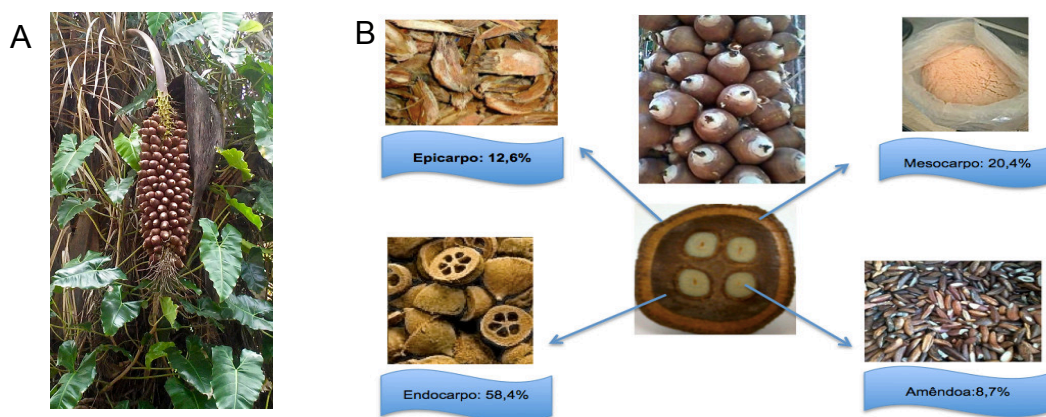 A
B
Epicarpo: 12,6%
Mesocarpo: 20,4%
Endocarpo: 58,4%
Amêndoa:8,7%